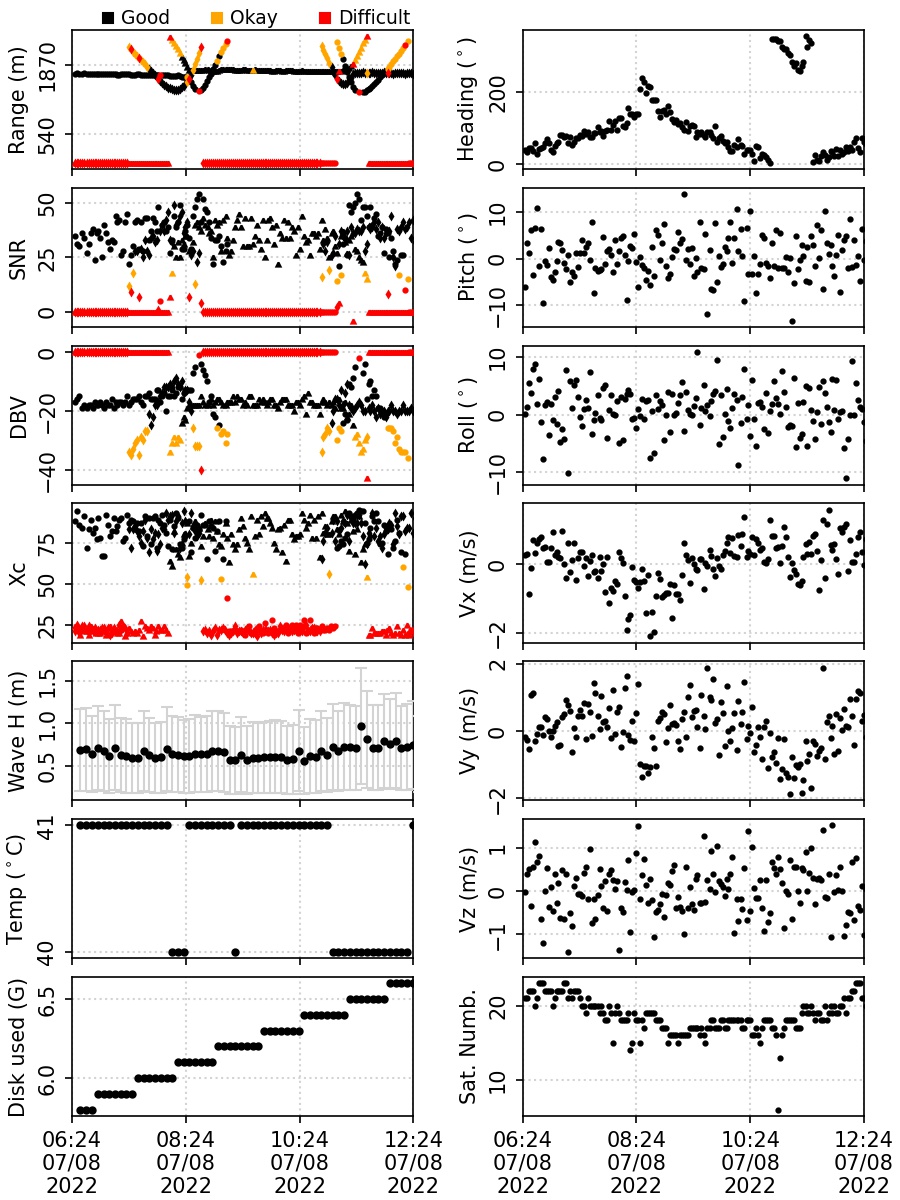 Good Okay Difficult
Range (m)
1870
540
Heading (°)
200
0
SNR
50
25
0
Pitch (°)
10
0
−10
DBV
0
−20
−40
Roll (°)
10
0
−10
Xc
75
50
25
Vx (m/s)
0
−2
Wave H (m)
1.5
1.0
0.5
Vy (m/s)
2
0
−2
Temp (°C)
41
40
Vz (m/s)
1
0
−1
Disk used (G)
6.5
6.0
Sat. Numb.
20
10
06:24 08:24 10:24 12:24
07/08 07/08 07/08 07/08
2022 2022 2022 2022
06:24 08:24 10:24 12:24
07/08 07/08 07/08 07/08
2022 2022 2022 2022